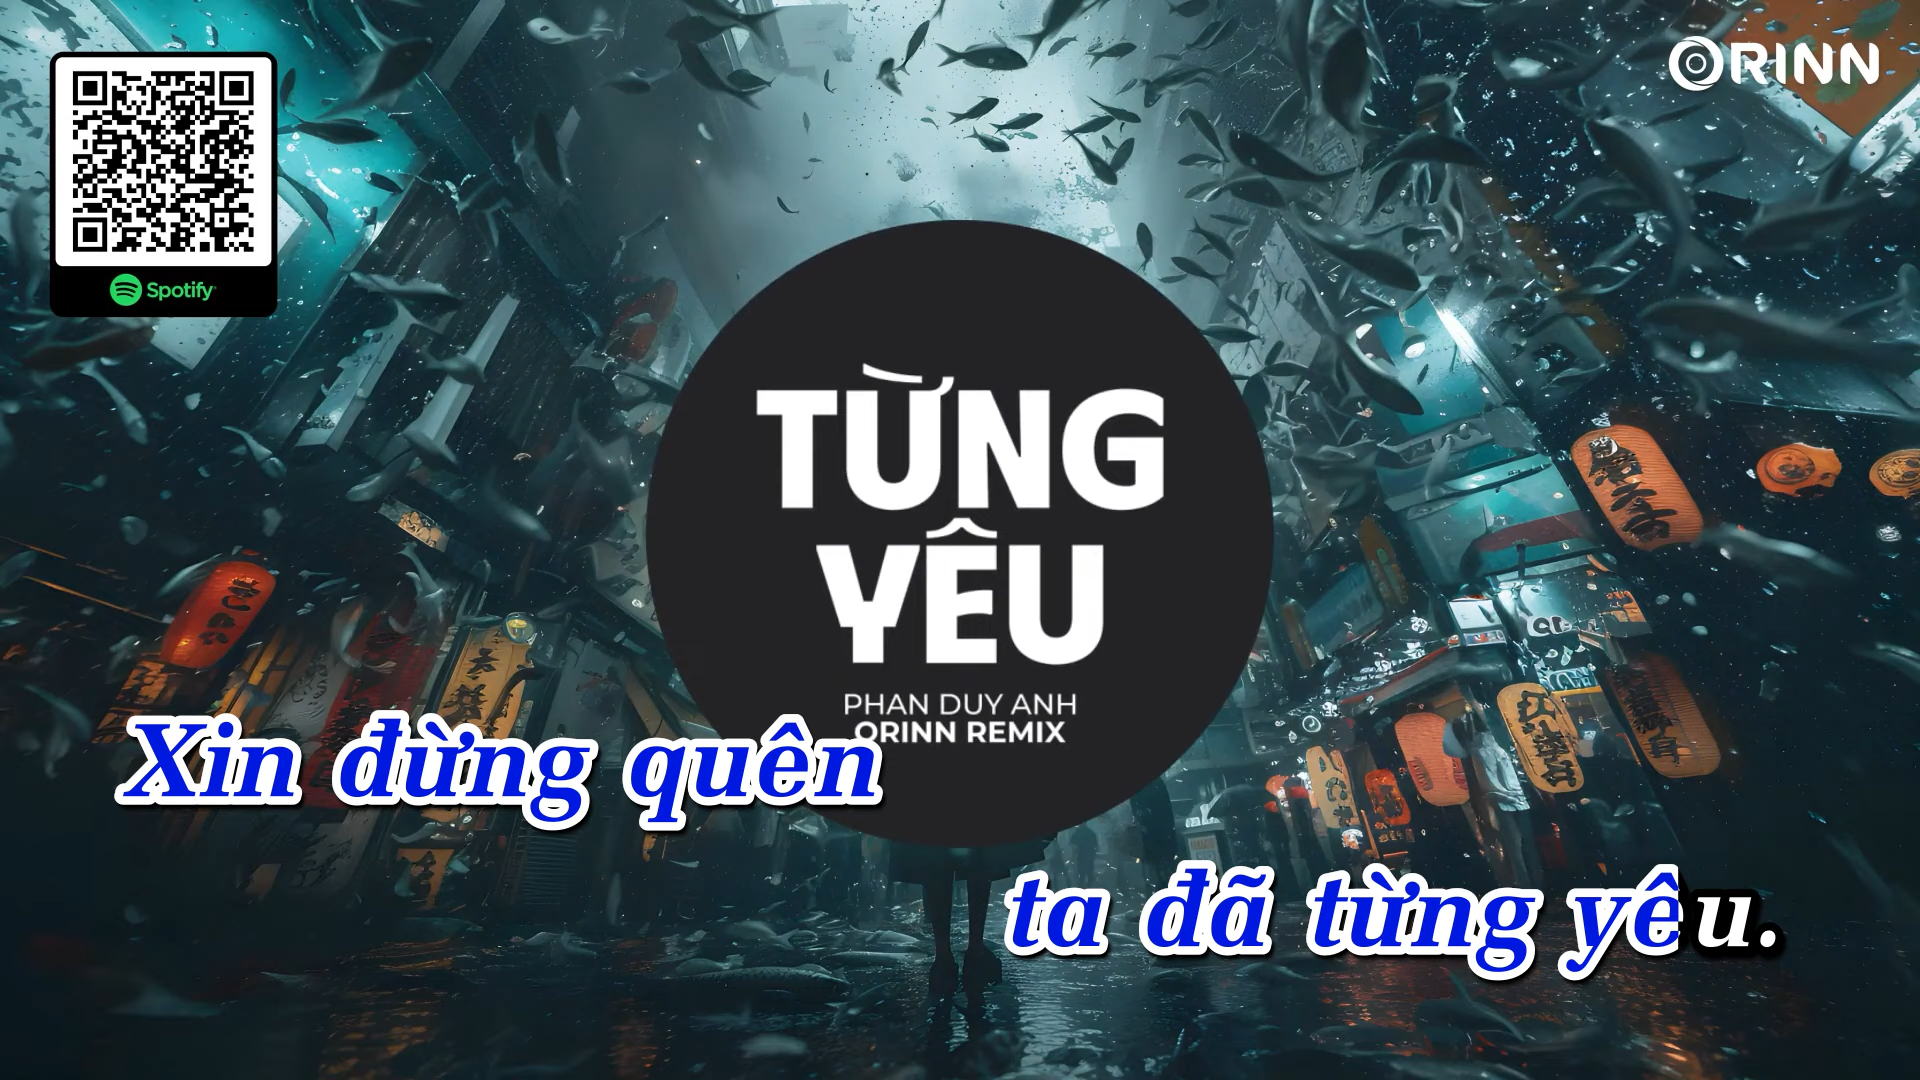 ORINN
Spotify
TỪNG
YÊU
PHAN DUY ANH
ORINN REMIX
Xin đừng quên
ta đã từng yêu.